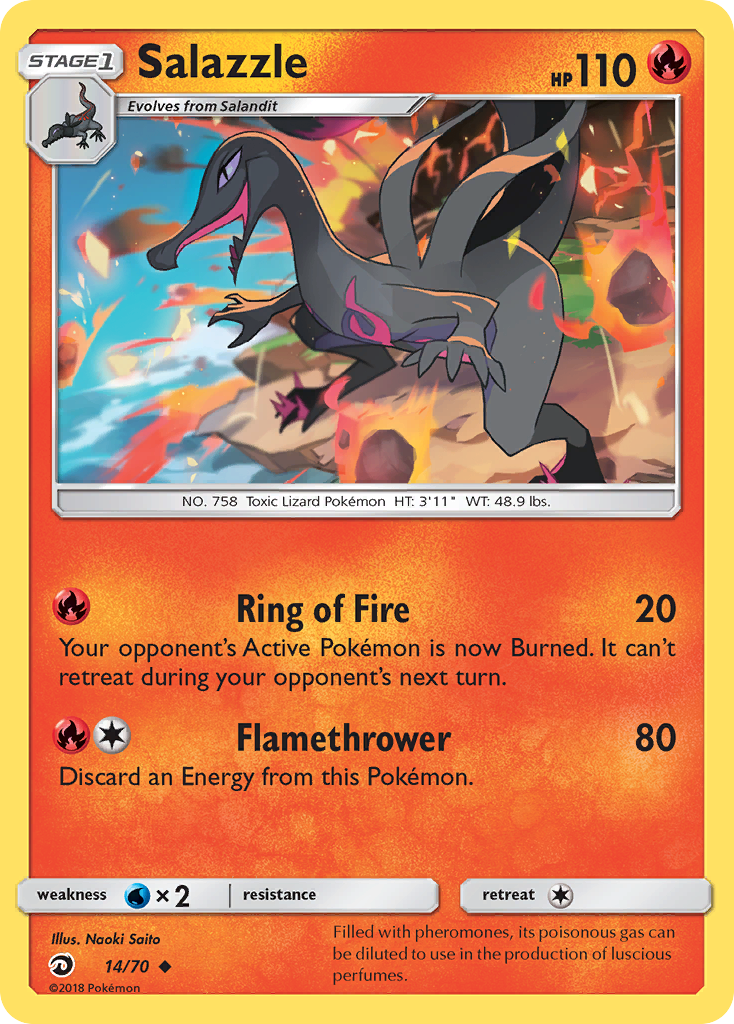 STAGE1
Salazzle
HP 110
Evolves from Salandit
NO. 758 Toxic Lizard Pokémon HT: 3'11" WT: 48.9 lbs.
Ring of Fire 20
Your opponent's Active Pokémon is now Burned. It can't
retreat during your opponent's next turn.
Flamethrower 80
Discard an Energy from this Pokémon.
weakness ×2 resistance retreat
Illus. Naoki Saito
14/70
©2018 Pokémon
Filled with pheromones, its poisonous gas can
be diluted to use in the production of luscious
perfumes.